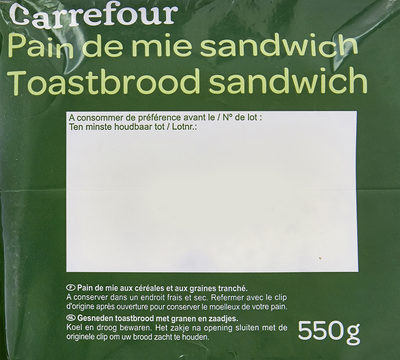 Carrefour
Pain de mie sandwich
Toastbrood sandwich
A consommer de préférence avant le / N° de lot :
Ten minste houdbaar tot / Lotnr.:
F Pain de mie aux céréales et aux graines tranché.
A conserver dans un endroit frais et sec. Refermer avec le clip
d'origine après ouverture pour conserver le moelleux de votre pain.
NL Gesneden toastbrood met granen en zaadjes.
Koel en droog bewaren. Het zakje na opening sluiten met de
originele clip om uw brood zacht te houden.
550g